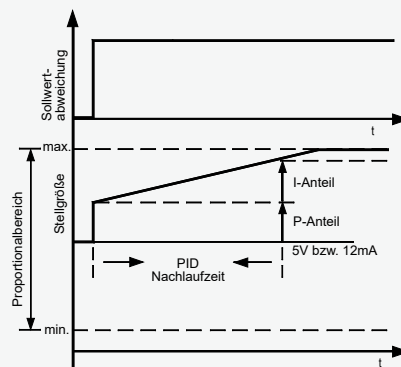 Sollwert-
abweichung
t
max.
Stellgröße
I-Anteil
P-Anteil
5V bzw. 12mA
PID
Nachlaufzeit
Proportionalbereich
min.
t